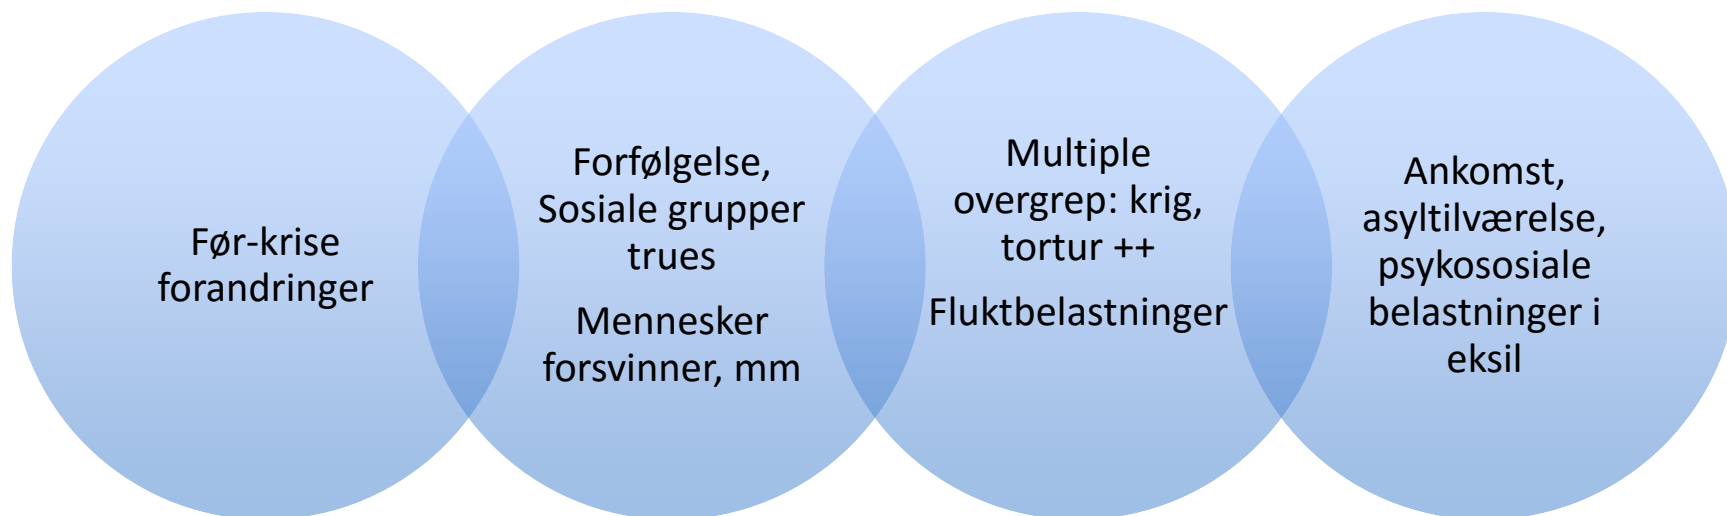 Før-krise
forandringer
Forfølgelse,
Sosiale grupper
trues
Mennesker
forsvinner, mm
Multiple
overgrep: krig,
tortur ++
Fluktbelastninger
Ankomst,
asyltilværelse,
psykososiale
belastninger i
eksil